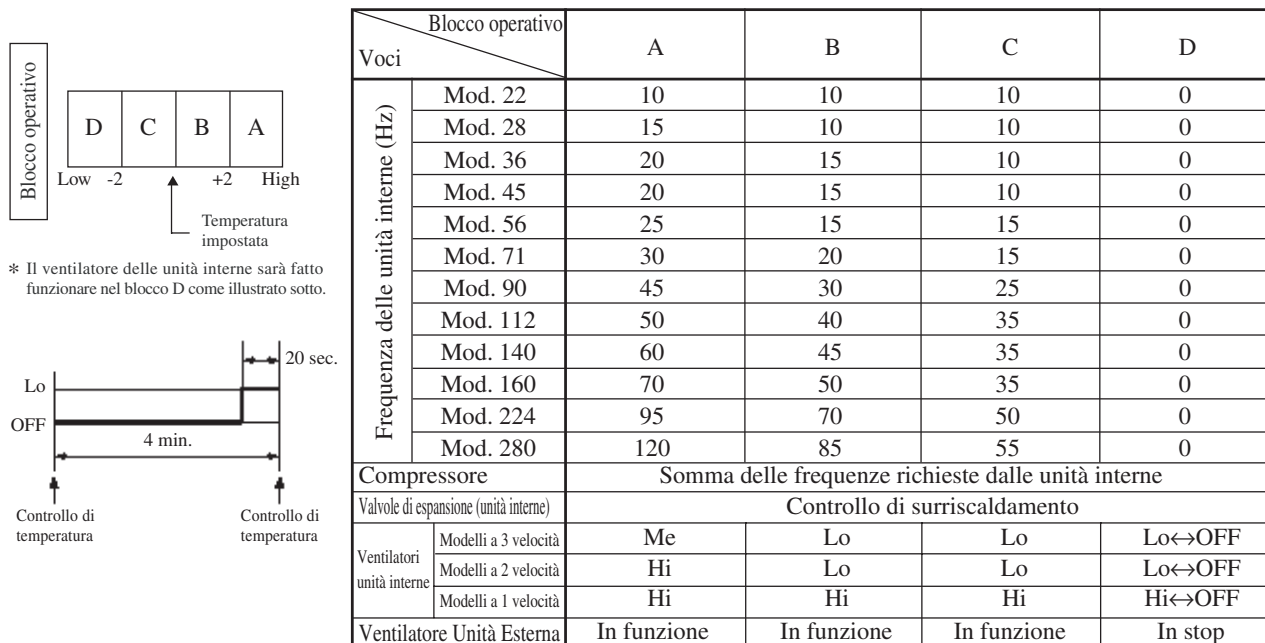 Blocco operativo
D C B A
Low -2 +2 High
Temperatura
impostata
* Il ventilatore delle unità interne sarà fatto
funzionare nel blocco D come illustrato sotto.
20 sec.
Lo
OFF
4 min.
Controllo di
temperatura
Controllo di
temperatura
Blocco operativo
Voci
A B C D
Frequenza delle unità interne (Hz)
Mod. 22 10 10 10 0
Mod. 28 15 10 10 0
Mod. 36 20 15 10 0
Mod. 45 20 15 10 0
Mod. 56 25 15 15 0
Mod. 71 30 20 15 0
Mod. 90 45 30 25 0
Mod. 112 50 40 35 0
Mod. 140 60 45 35 0
Mod. 160 70 50 35 0
Mod. 224 95 70 50 0
Mod. 280 120 85 55 0
Compressore Somma delle frequenze richieste dalle unità interne
Valvole di espansione (unità interne) Controllo di surriscaldamento
Ventilatori
unità interne
Modelli a 3 velocità Me Lo Lo Lo↔OFF
Modelli a 2 velocità Hi Lo Lo Lo↔OFF
Modelli a 1 velocità Hi Hi Hi Hi↔OFF
Ventilatore Unità Esterna In funzione In funzione In funzione In stop